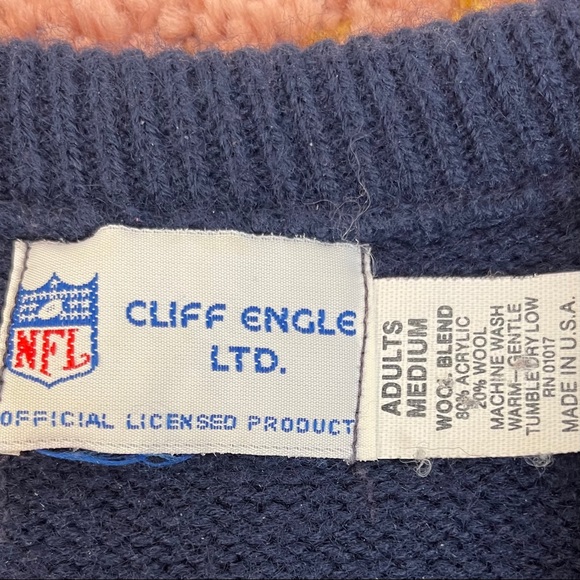 NFL
CLIFF ENGLE
LTD.
OFFICIAL LICENSED PRODUCT
ADULTS
MEDIUM
WOOL BLEND
80% ACRYLIC
20% WOOL
MACHINE WASH
WARM-GENTLE
TUMBLE DRY LOW
RN 01017
MADE IN U.S.A.